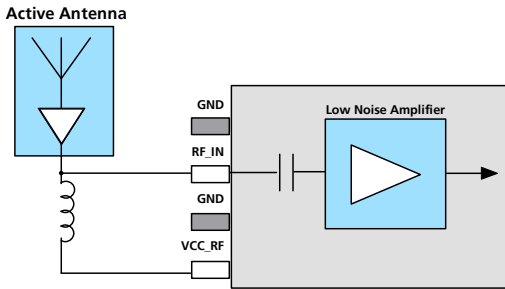 Active Antenna
GND
Low Noise Amplifier
RF_IN
GND
VCC_RF